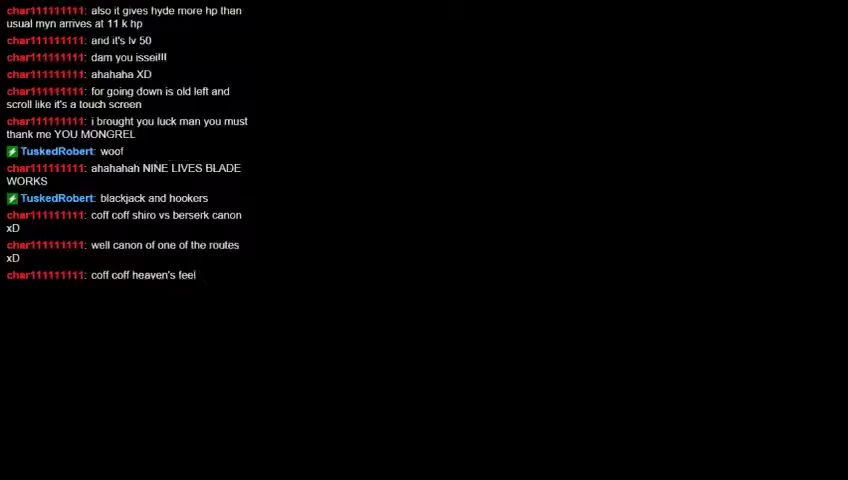 char111111111: also it gives hyde more hp than
usual myn arrives at 11 k hp
char111111111: and it's lv 50
char111111111: dam you issei!!!
char111111111: ahahaha XD
char111111111: for going down is old left and
scroll like it's a touch screen
char111111111: i brought you luck man you must
thank me YOU MONGREL
TuskedRobert: woof
char111111111: ahahahah NINE LIVES BLADE
WORKS
TuskedRobert: blackjack and hookers
char111111111: coff coff shiro vs berserk canon
xD
char111111111: well canon of one of the routes
xD
char111111111: coff coff heaven's feel